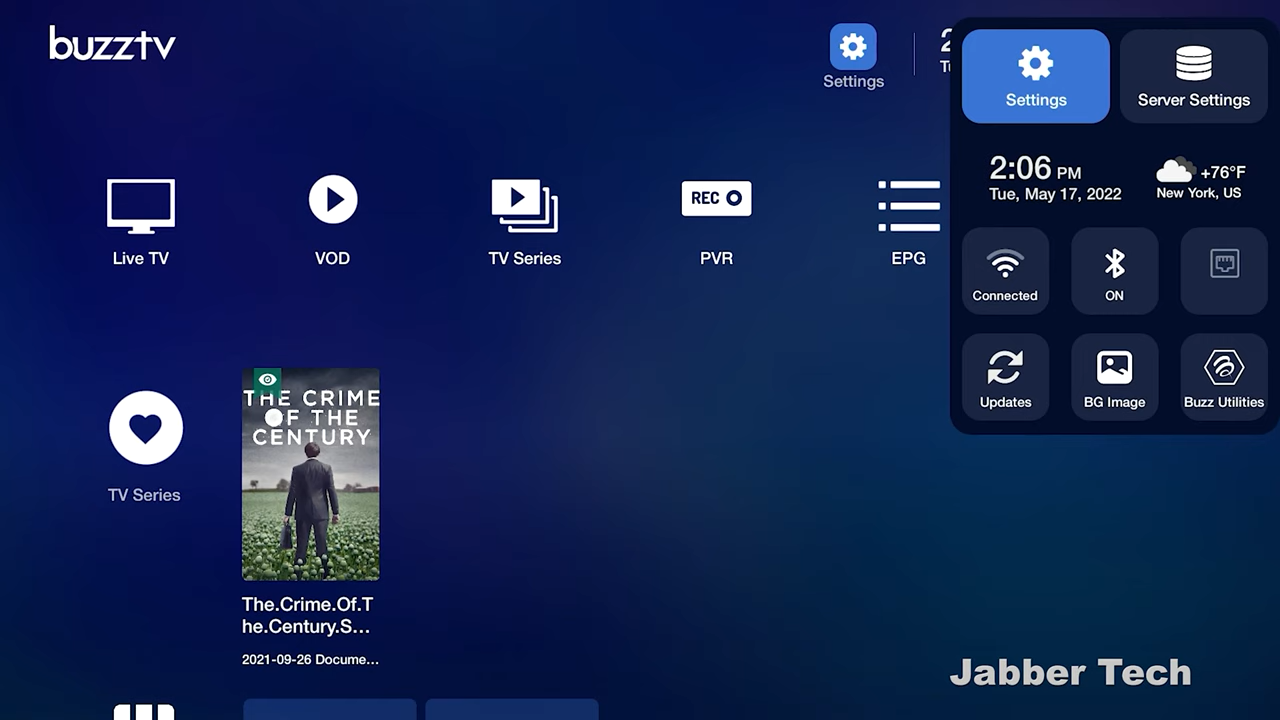 buzztv
Settings
2
Tu
Settings
Server Settings
2:06 PM
Tue, May 17, 2022
+76°F
New York, US
Connected
ON
Updates
BG Image
Buzz Utilities
Live TV
VOD
TV Series
REC
PVR
EPG
TV Series
THE CRIME
OF THE
CENTURY
The.Crime.Of.T
he.Century.S...
2021-09-26 Docume...
Jabber Tech